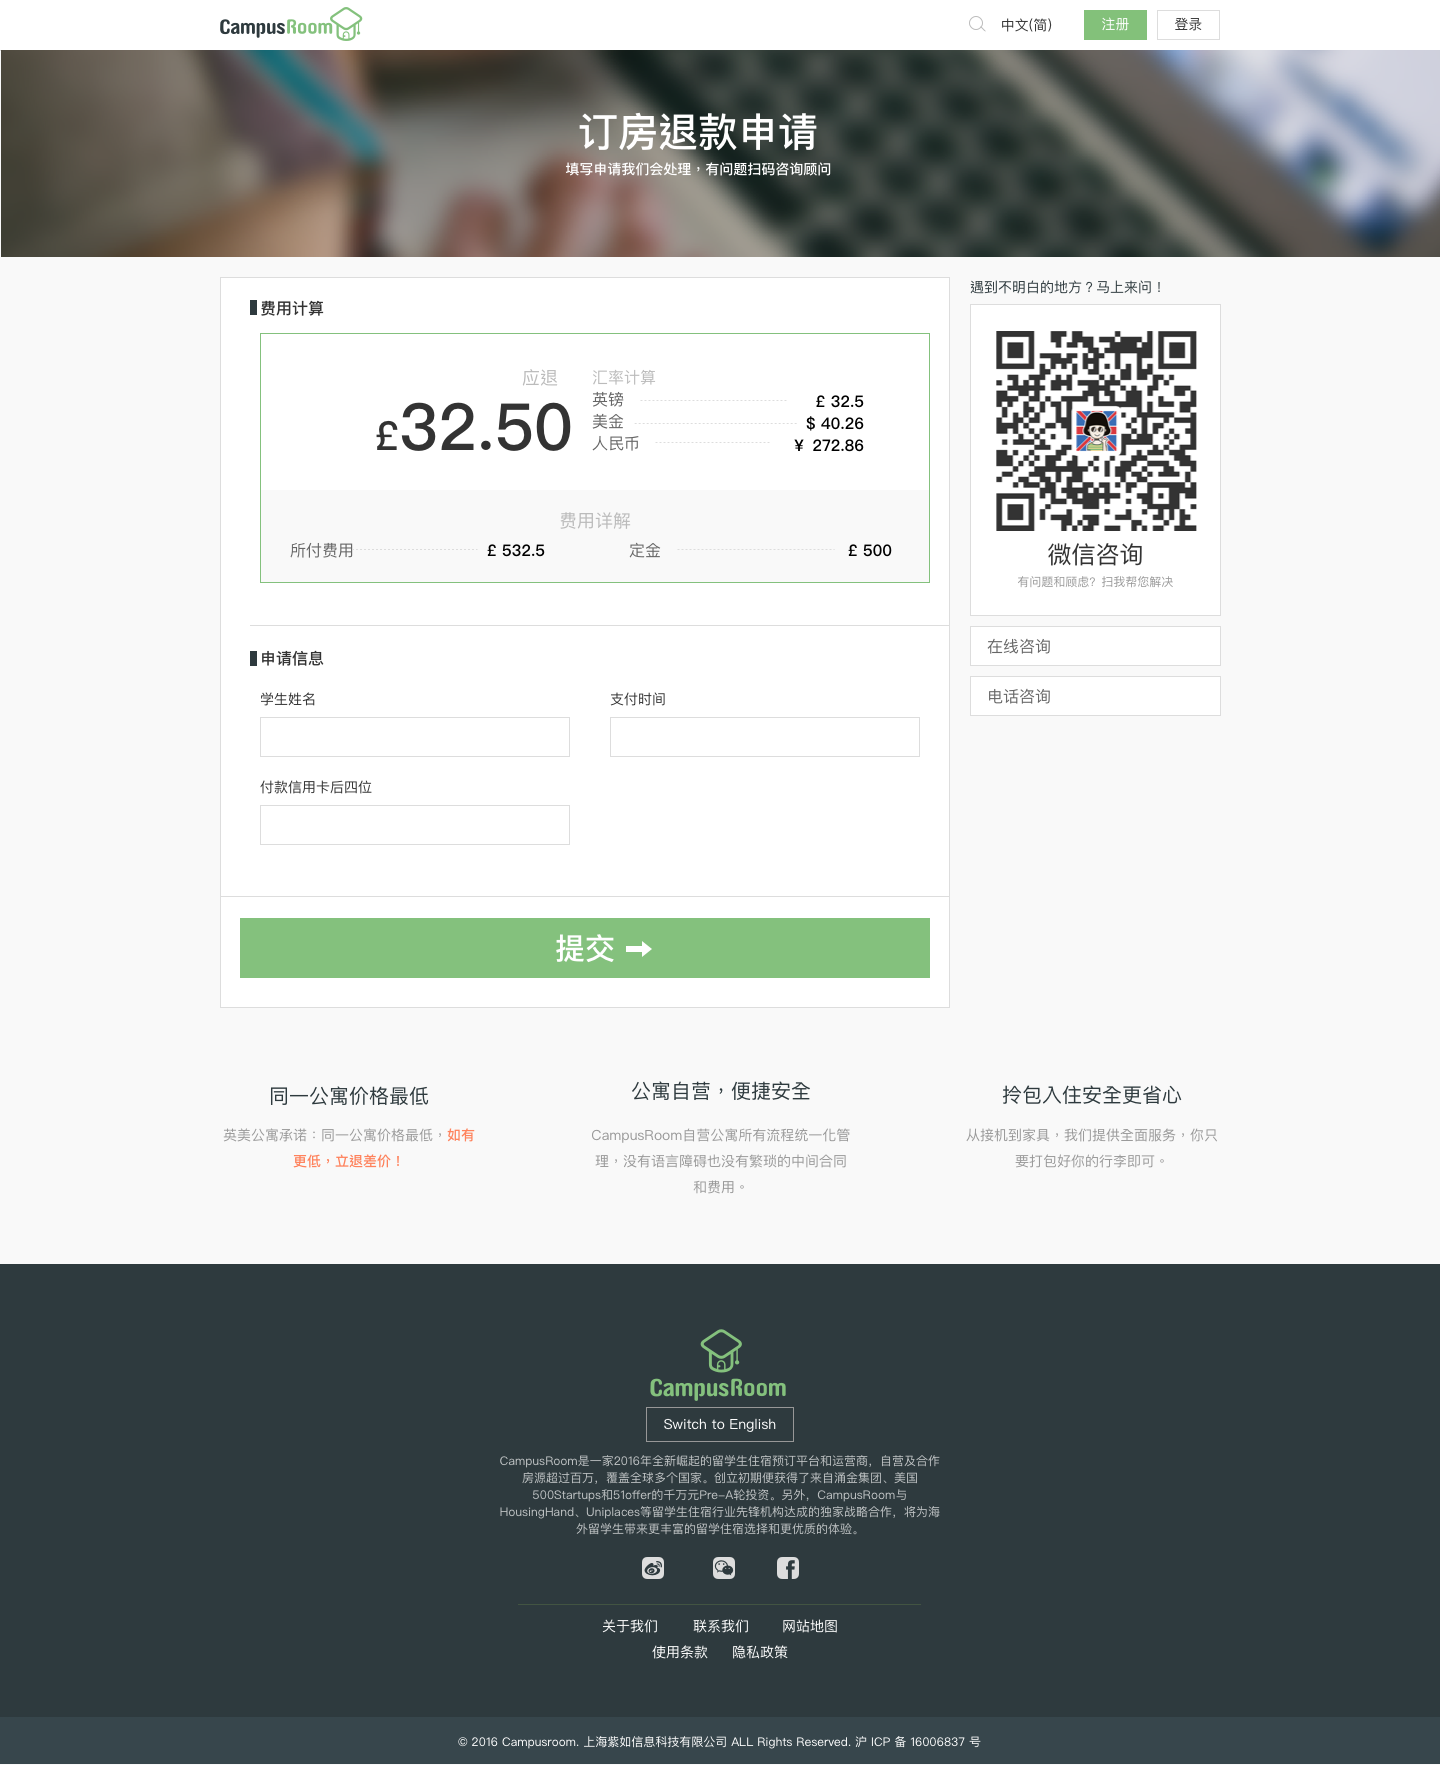 CampusRoom
中文(简)
注册
登录
订房退款申请
填写申请我们会处理，有问题扫码咨询顾问
费用计算
应退
£32.50
汇率计算
英镑 £ 32.5
美金 $ 40.26
人民币 ¥ 272.86
费用详解
所付费用 £ 532.5
定金 £ 500
申请信息
学生姓名
支付时间
付款信用卡后四位
提交
遇到不明白的地方？马上来问！
微信咨询
有问题和顾虑？扫我帮您解决
在线咨询
电话咨询
同一公寓价格最低
英美公寓承诺：同一公寓价格最低，如有
更低，立退差价！
公寓自营，便捷安全
CampusRoom自营公寓所有流程统一化管
理，没有语言障碍也没有繁琐的中间合同
和费用。
拎包入住安全更省心
从接机到家具，我们提供全面服务，你只
要打包好你的行李即可。
CampusRoom
Switch to English
CampusRoom是一家2016年全新崛起的留学生住宿预订平台和运营商，自营及合作
房源超过百万，覆盖全球多个国家。创立初期便获得了来自涌金集团、美国
500Startups和51offer的千万元Pre-A轮投资。另外，CampusRoom与
HousingHand、Uniplaces等留学生住宿行业先锋机构达成的独家战略合作，将为海
外留学生带来更丰富的留学住宿选择和更优质的体验。
关于我们 联系我们 网站地图
使用条款 隐私政策
© 2016 Campusroom. 上海紫如信息科技有限公司 ALL Rights Reserved. 沪 ICP 备 16006837 号